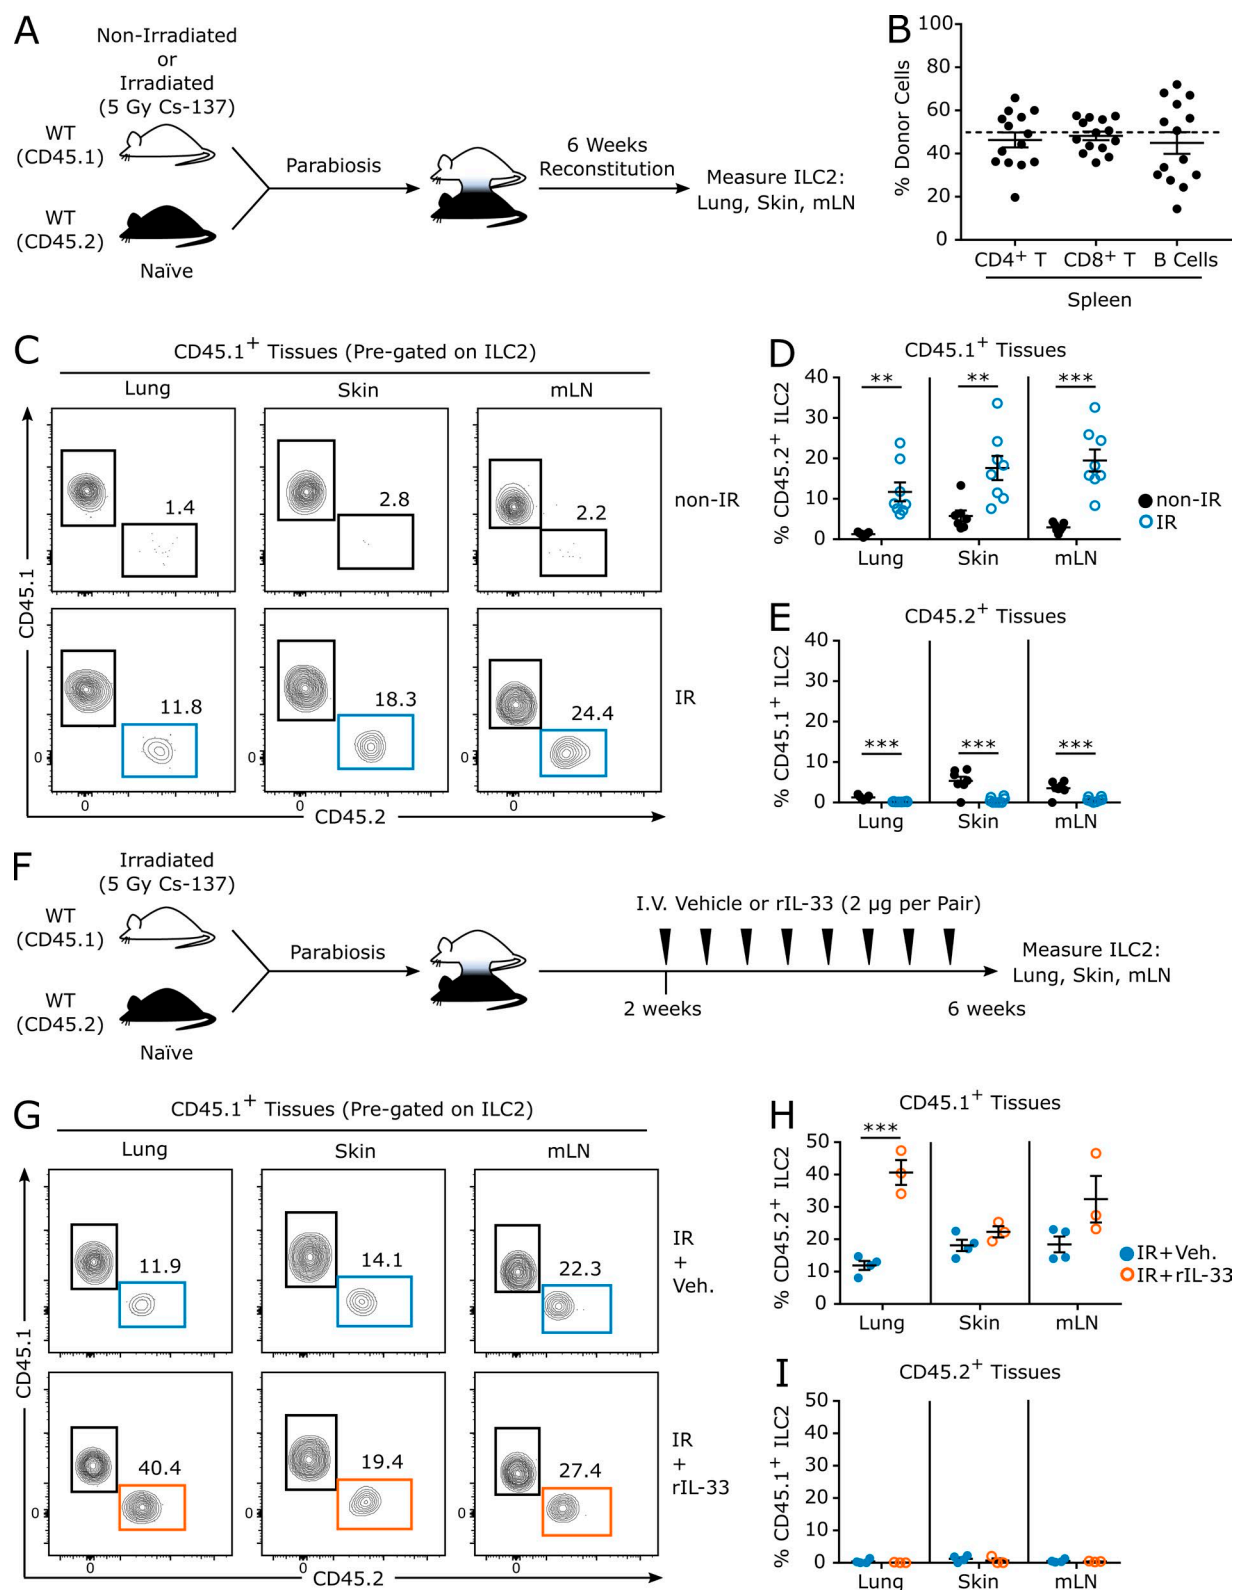 A
Non-Irradiated
or
Irradiated
(5 Gy Cs-137)
WT
(CD45.1)
WT
(CD45.2)
Naïve
Parabiosis
6 Weeks
Reconstitution
Measure ILC2:
Lung, Skin, mLN
B
% Donor Cells
100
80
60
40
20
0
CD4+ T
CD8+ T
B Cells
Spleen
C
CD45.1+ Tissues (Pre-gated on ILC2)
Lung
Skin
mLN
1.4
2.8
2.2
non-IR
11.8
18.3
24.4
IR
0
0
0
0
CD45.1
CD45.2
D
CD45.1+ Tissues
% CD45.2+ ILC2
40
30
20
10
0
**
**
***
Lung
Skin
mLN
non-IR
IR
E
CD45.2+ Tissues
% CD45.1+ ILC2
40
30
20
10
0
***
***
***
Lung
Skin
mLN
F
Irradiated
(5 Gy Cs-137)
WT
(CD45.1)
WT
(CD45.2)
Naïve
Parabiosis
I.V. Vehicle or rIL-33 (2 µg per Pair)
2 weeks
6 weeks
Measure ILC2:
Lung, Skin, mLN
G
CD45.1+ Tissues (Pre-gated on ILC2)
Lung
Skin
mLN
11.9
14.1
22.3
IR
+
Veh.
40.4
19.4
27.4
IR
+
rIL-33
0
0
0
0
CD45.1
CD45.2
H
CD45.1+ Tissues
% CD45.2+ ILC2
50
40
30
20
10
0
***
Lung
Skin
mLN
IR+Veh.
IR+rIL-33
I
CD45.2+ Tissues
% CD45.1+ ILC2
50
40
30
20
10
0
Lung
Skin
mLN